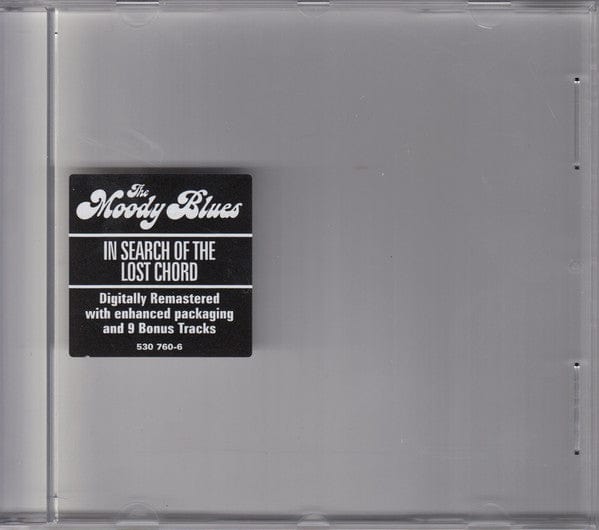 The
Moody Blues
IN SEARCH OF THE
LOST CHORD
Digitally Remastered
with enhanced packaging
and 9 Bonus Tracks
530 760-6